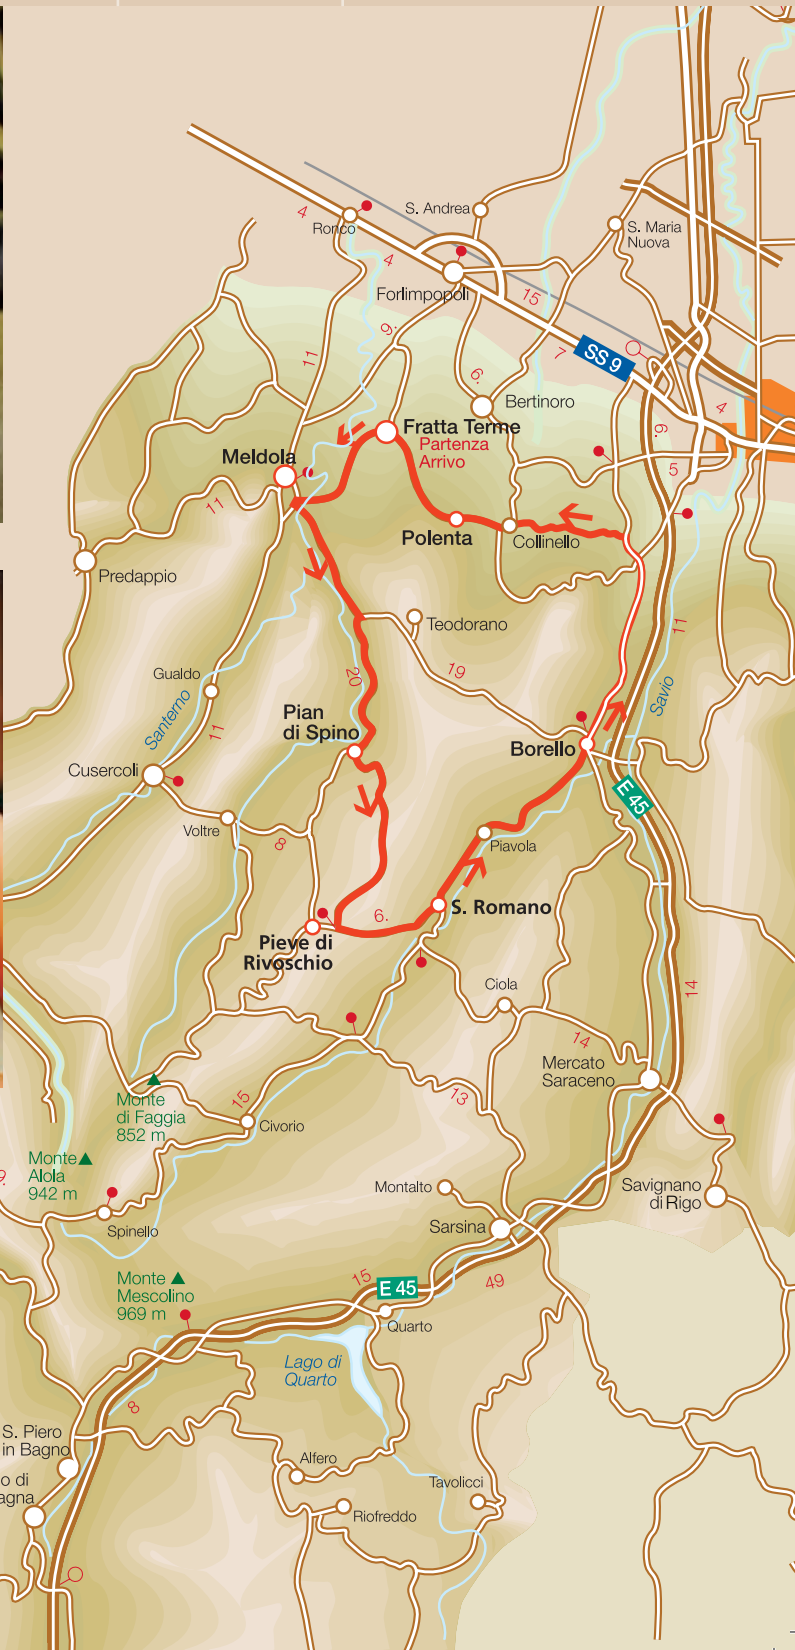 4
Ronco
S. Andrea
S. Maria
Nuova
4
Forlimpopoli
15
9.
11
7
SS 9
6.
Bertinoro
4
6.
Fratta Terme
Partenza
Arrivo
Meldola
5
11
Polenta
Collinello
Predappio
Teodorano
11
20
19
Gualdo
Santerno
Savio
Pian
di Spino
11
Borello
Cusercoli
E 45
Voltre
8
Piavola
6.
S. Romano
Pieve di
Rivoschio
Ciola
14
14
Mercato
Saraceno
13
Monte
di Faggia
852 m
15
Civorio
Monte
Alola
942 m
9.
Montalto
Savignano
di Rigo
Spinello
Sarsina
Monte
Mescolino
969 m
15
E 45
49
Quarto
Lago di
Quarto
8
S. Piero
in Bagno
Alfero
o di
agna
Tavolicci
Riofreddo